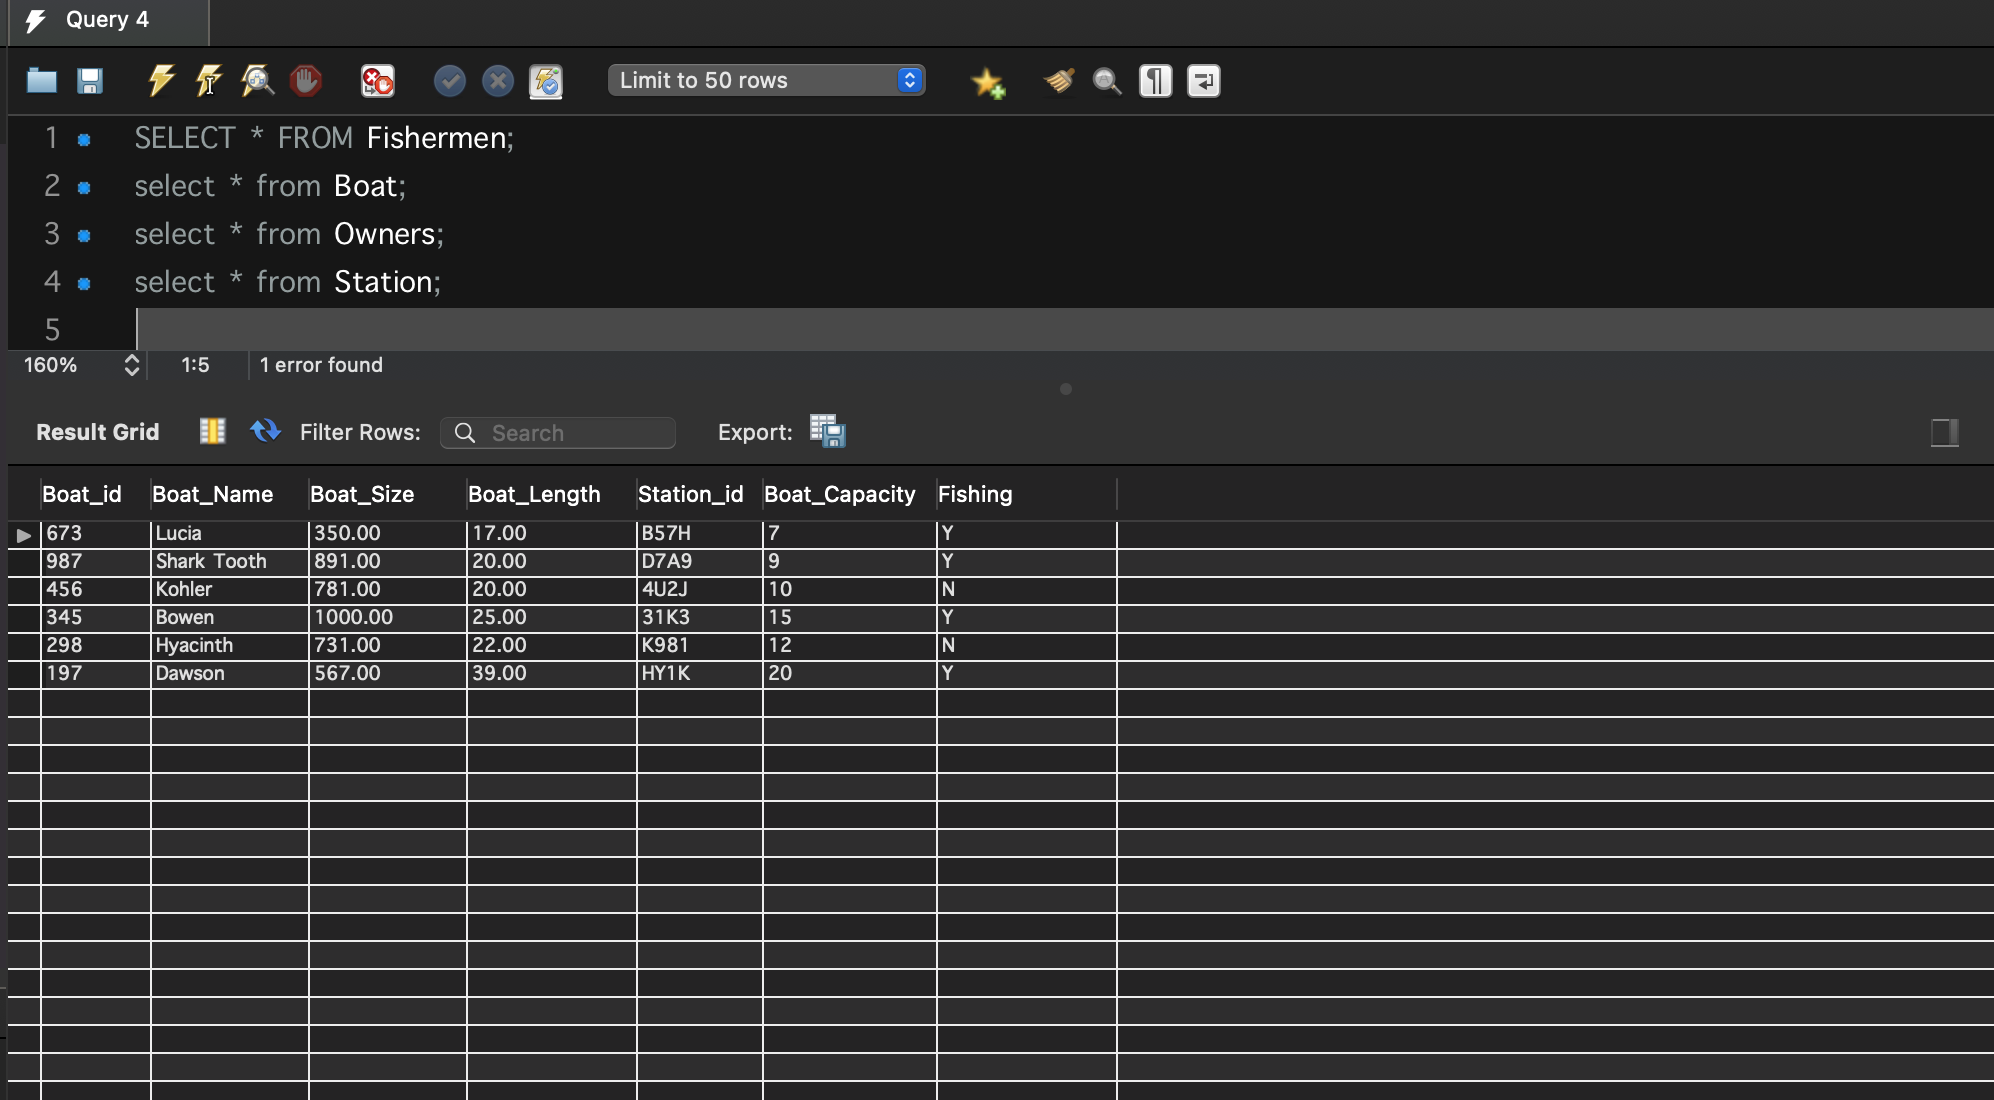 Query 4
Limit to 50 rows
1 SELECT * FROM Fishermen;
2 select * from Boat;
3 select * from Owners;
4 select * from Station;
5
160% 1:5 1 error found
Result Grid Filter Rows: Search Export:
Boat_id Boat_Name Boat_Size Boat_Length Station_id Boat_Capacity Fishing
673 Lucia 350.00 17.00 B57H 7 Y
987 Shark Tooth 891.00 20.00 D7A9 9 Y
456 Kohler 781.00 20.00 4U2J 10 N
345 Bowen 1000.00 25.00 31K3 15 Y
298 Hyacinth 731.00 22.00 K981 12 N
197 Dawson 567.00 39.00 HY1K 20 Y